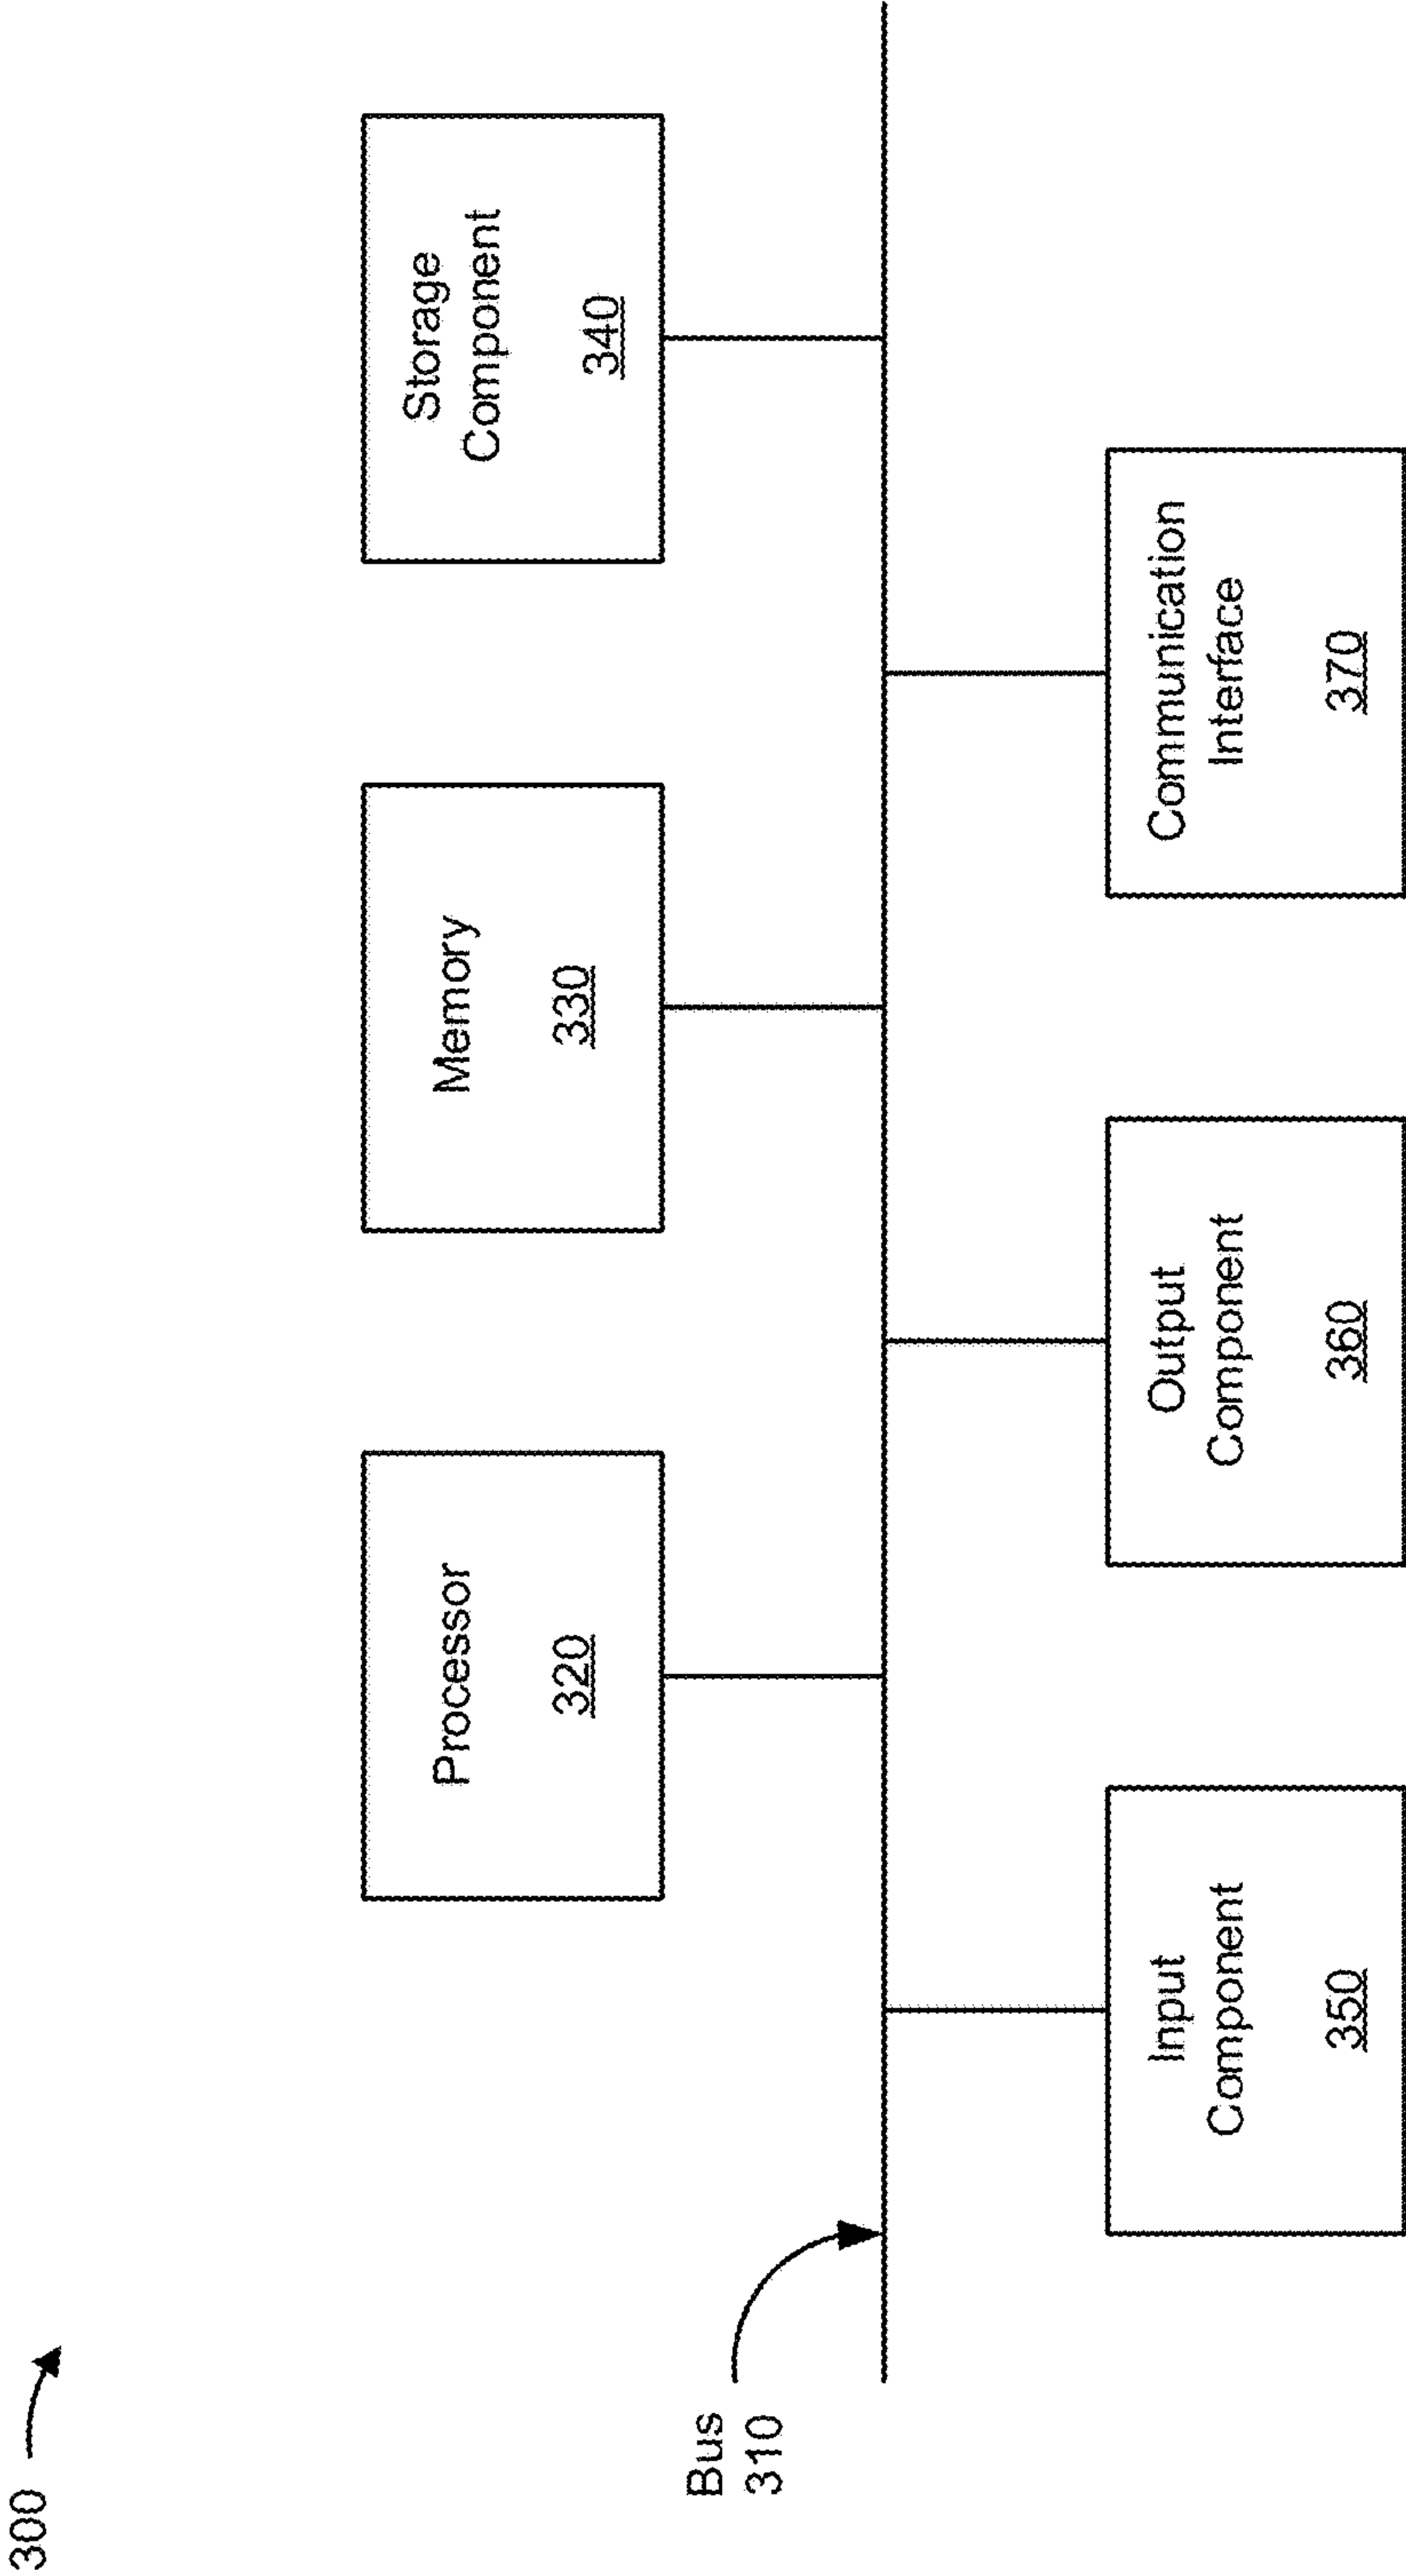 300
Processor
320
Memory
330
Storage
Component
340
Bus
310
Input
Component
350
Output
Component
360
Communication
Interface
370